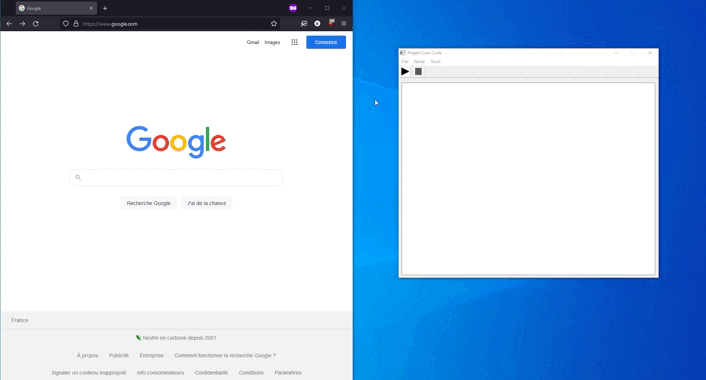 Google
https://www.google.com
Gmail Images Connexion
Google
Recherche Google J'ai de la chance
France
Neutre en carbone depuis 2007
À propos Publicité Entreprise Comment fonctionne la recherche Google ?
Signaler un contenu inapproprié Info consommateurs Confidentialité Conditions Paramètres
Project Low-Code
File Node Tools